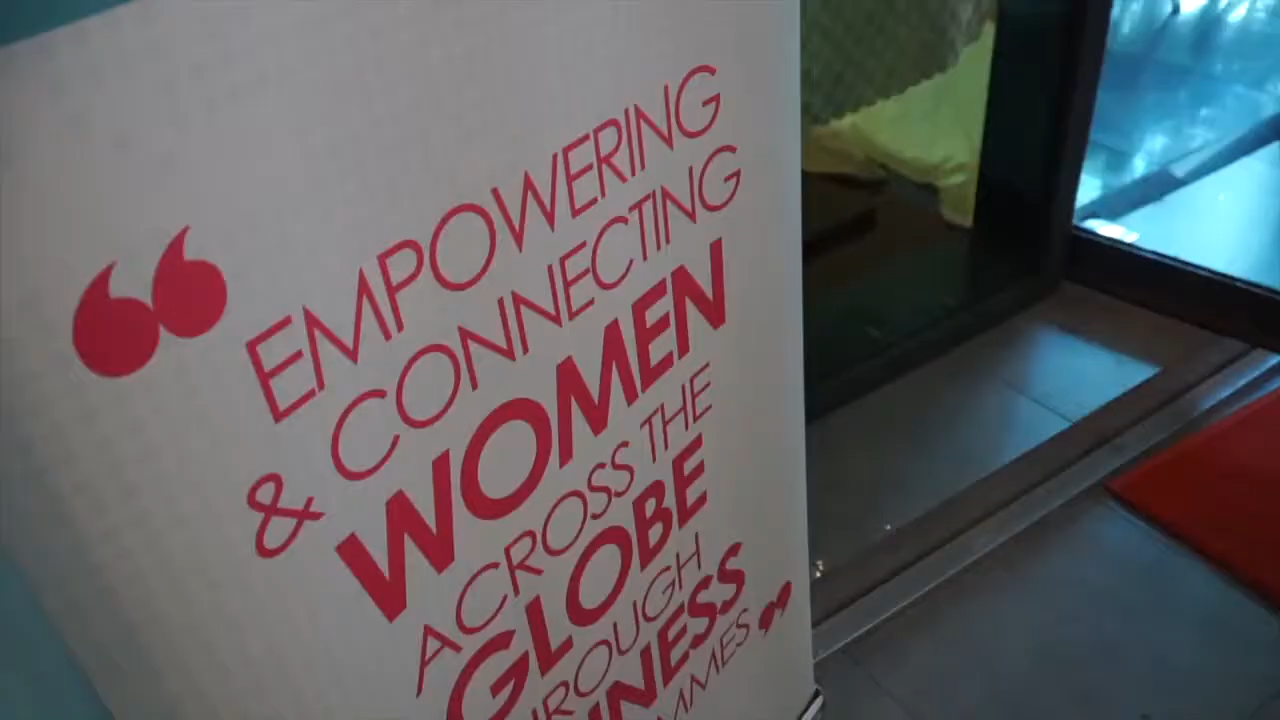 “ EMPOWERING
& CONNECTING
WOMEN
ACROSS THE
GLOBE